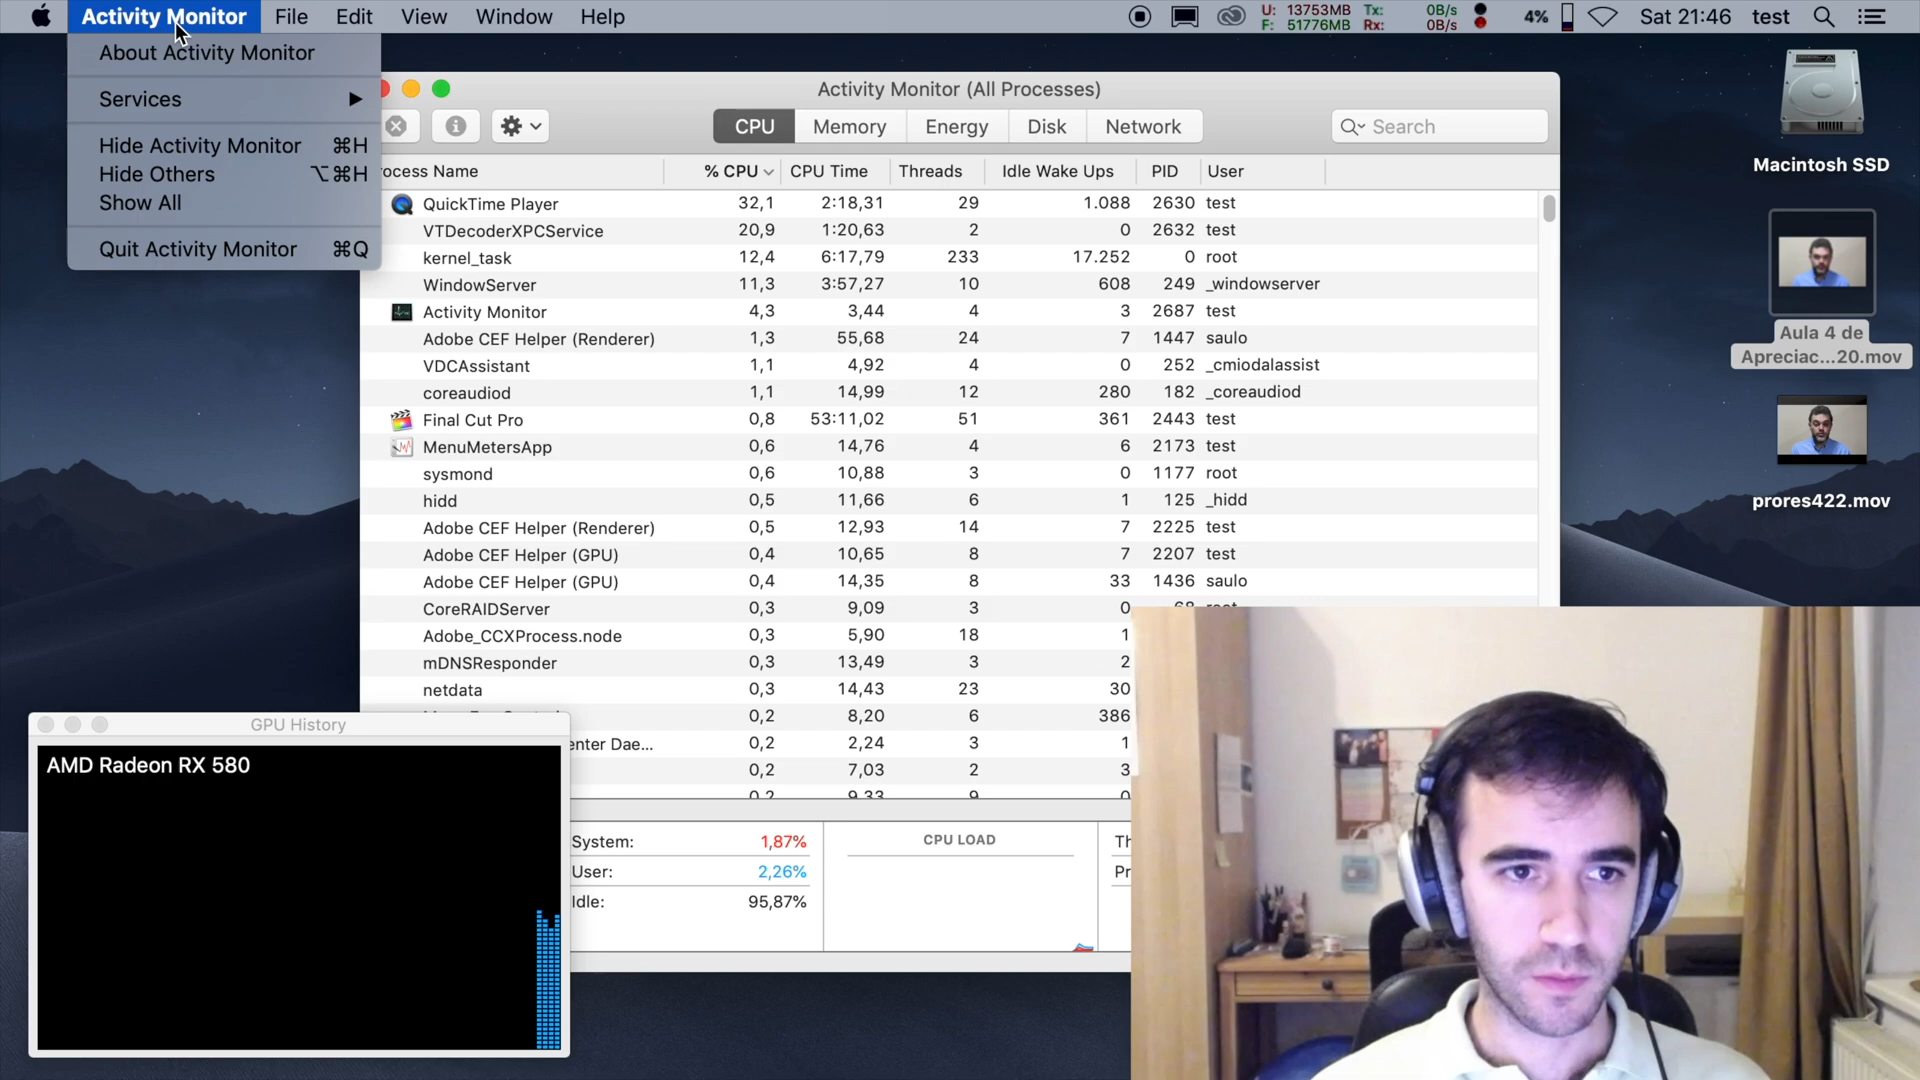 Activity Monitor File Edit View Window Help U: 13753MB Tx: 0B/s 4% Sat 21:46 test
F: 51776MB Rx: 0B/s
About Activity Monitor
Services
Hide Activity Monitor ⌘H
Hide Others ⌥⌘H
Show All
Quit Activity Monitor ⌘Q
Activity Monitor (All Processes)
CPU Memory Energy Disk Network Search
ocess Name % CPU CPU Time Threads Idle Wake Ups PID User
QuickTime Player 32,1 2:18,31 29 1.088 2630 test
VTDecoderXPCService 20,9 1:20,63 2 0 2632 test
kernel_task 12,4 6:17,79 233 17.252 0 root
WindowServer 11,3 3:57,27 10 608 249 _windowserver
Activity Monitor 4,3 3,44 4 3 2687 test
Adobe CEF Helper (Renderer) 1,3 55,68 24 7 1447 saulo
VDCAssistant 1,1 4,92 4 0 252 _cmiodalassist
coreaudiod 1,1 14,99 12 280 182 _coreaudiod
Final Cut Pro 0,8 53:11,02 51 361 2443 test
MenuMetersApp 0,6 14,76 4 6 2173 test
sysmond 0,6 10,88 3 0 1177 root
hidd 0,5 11,66 6 1 125 _hidd
Adobe CEF Helper (Renderer) 0,5 12,93 14 7 2225 test
Adobe CEF Helper (GPU) 0,4 10,65 8 7 2207 test
Adobe CEF Helper (GPU) 0,4 14,35 8 33 1436 saulo
CoreRAIDServer 0,3 9,09 3 0
Adobe_CCXProcess.node 0,3 5,90 18 1
mDNSResponder 0,3 13,49 3 2
netdata 0,3 14,43 23 30
0,2 8,20 6 386
enter Dae... 0,2 2,24 3 1
0,2 7,03 2 3
0,2 9,33 9 0
System: 1,87% CPU LOAD Th
User: 2,26% Pr
Idle: 95,87%
GPU History
AMD Radeon RX 580
Macintosh SSD
Aula 4 de
Apreciac...20.mov
prores422.mov